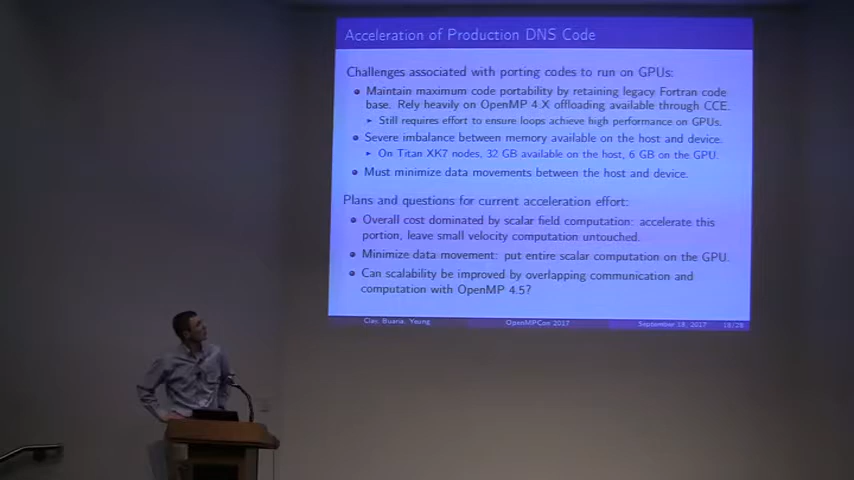 Acceleration of Production DNS Code
Challenges associated with porting codes to run on GPUs:
Maintain maximum code portability by retaining legacy Fortran code
base. Rely heavily on OpenMP 4.X offloading available through CCE.
Still requires effort to ensure loops achieve high performance on GPUs.
Severe imbalance between memory available on the host and device.
On Titan XK7 nodes, 32 GB available on the host, 6 GB on the GPU.
Must minimize data movements between the host and device.
Plans and questions for current acceleration effort:
Overall cost dominated by scalar field computation: accelerate this
portion, leave small velocity computation untouched.
Minimize data movement: put entire scalar computation on the GPU.
Can scalability be improved by overlapping communication and
computation with OpenMP 4.5?
Clay, Buaria, Yeung OpenMPCon 2017 September 18, 2017 18/28